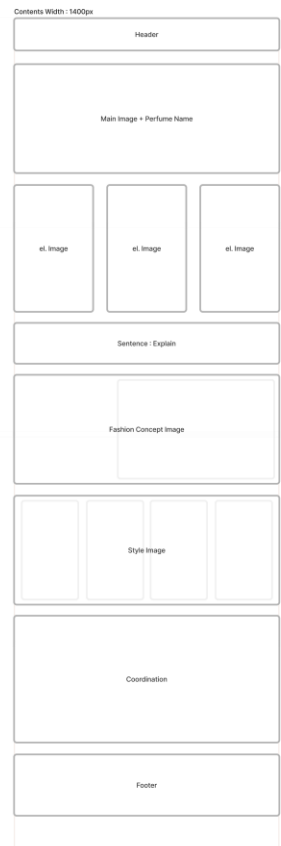 Contents Width : 1400px
Header
Main Image + Perfume Name
el. Image
el. Image
el. Image
Sentence : Explain
Fashion Concept Image
Style Image
Coordination
Footer